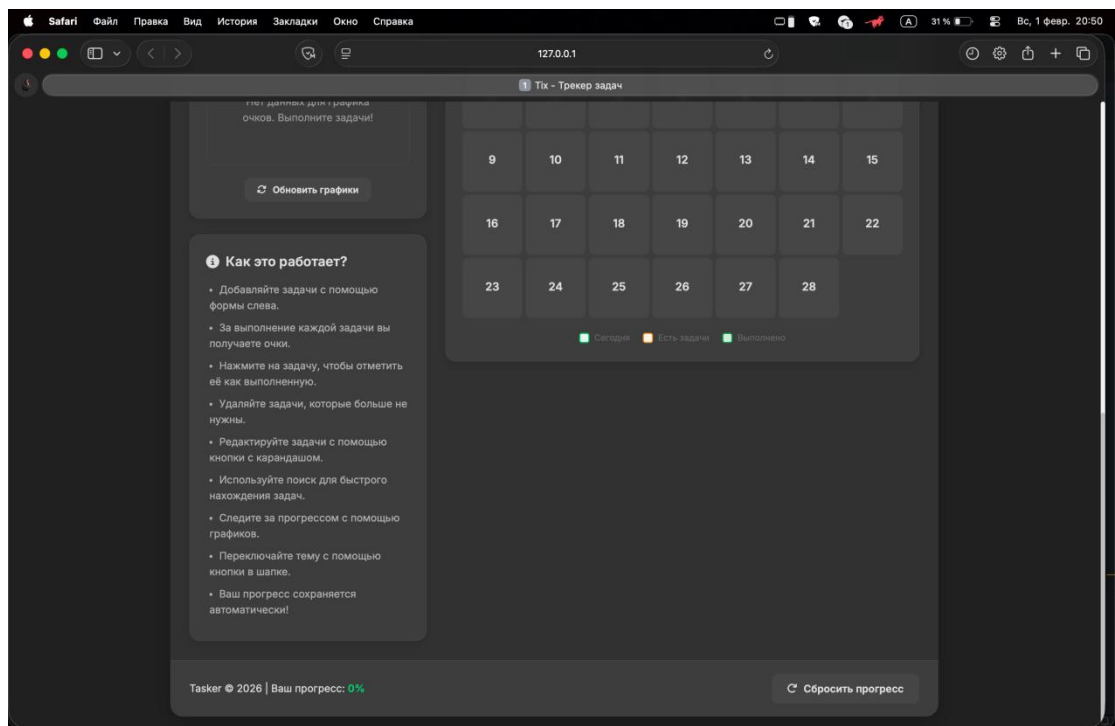 Safari Файл Правка Вид История Закладки Окно Справка
A 31 % Вс, 1 февр. 20:50
127.0.0.1
1 Tix - Трекер задач
Нет данных для графика
очков. Выполните задачи!
Обновить графики
Как это работает?
• Добавляйте задачи с помощью
формы слева.
• За выполнение каждой задачи вы
получаете очки.
• Нажмите на задачу, чтобы отметить
её как выполненную.
• Удаляйте задачи, которые больше не
нужны.
• Редактируйте задачи с помощью
кнопки с карандашом.
• Используйте поиск для быстрого
нахождения задач.
• Следите за прогрессом с помощью
графиков.
• Переключайте тему с помощью
кнопки в шапке.
• Ваш прогресс сохраняется
автоматически!
9 10 11 12 13 14 15
16 17 18 19 20 21 22
23 24 25 26 27 28
Сегодня Есть задачи Выполнено
Tasker © 2026 | Ваш прогресс: 0%
Сбросить прогресс